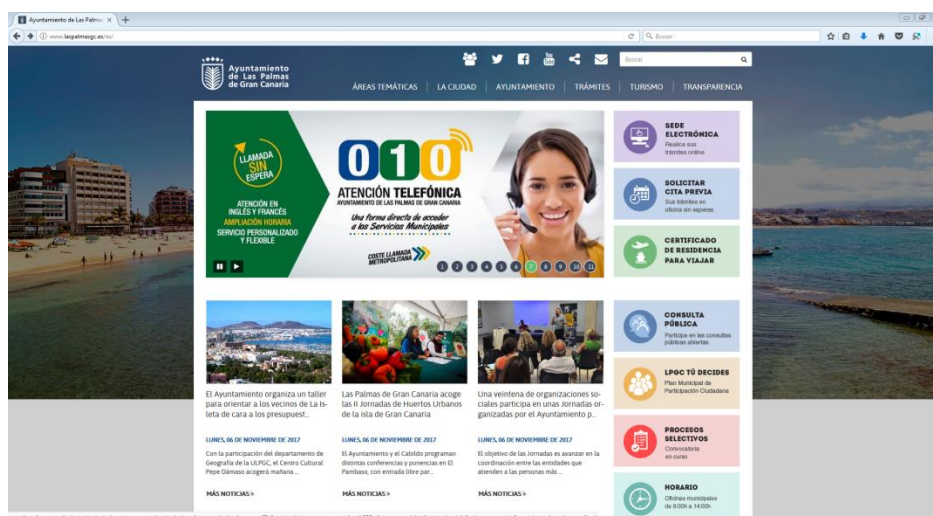 Ayuntamiento de Las Palmas
www.laspalmasgc.es/es/
Buscar
Ayuntamiento
de Las Palmas
de Gran Canaria
Buscar
ÁREAS TEMÁTICAS | LA CIUDAD | AYUNTAMIENTO | TRÁMITES | TURISMO | TRANSPARENCIA
LLAMADA
SIN
ESPERA
ATENCIÓN EN
INGLÉS Y FRANCÉS
AMPLIACIÓN HORARIA
SERVICIO PERSONALIZADO
Y FLEXIBLE
010
ATENCIÓN TELEFÓNICA
AYUNTAMIENTO DE LAS PALMAS DE GRAN CANARIA
Una forma directa de acceder
a los Servicios Municipales
COSTE LLAMADA
METROPOLITANA
1 2 3 4 5 6 7 8 9 10 11
SEDE
ELECTRÓNICA
Realice sus
trámites online
SOLICITAR
CITA PREVIA
Sus trámites en
oficina sin esperas
CERTIFICADO
DE RESIDENCIA
PARA VIAJAR
El Ayuntamiento organiza un taller
para orientar a los vecinos de La Is-
leta de cara a los presupuest...
LUNES, 06 DE NOVIEMBRE DE 2017
Con la participación del departamento de
Geografía de la ULPGC, el Centro Cultural
Pepe Dámaso acogerá mañana ...
MÁS NOTICIAS »
Las Palmas de Gran Canaria acoge
las II Jornadas de Huertos Urbanos
de la isla de Gran Canaria
LUNES, 06 DE NOVIEMBRE DE 2017
El Ayuntamiento y el Cabildo programan
distintas conferencias y ponencias en El
Pambaso, con entrada libre par...
MÁS NOTICIAS »
Una veintena de organizaciones so-
ciales participa en unas Jornadas or-
ganizadas por el Ayuntamiento p...
LUNES, 06 DE NOVIEMBRE DE 2017
El objetivo de las Jornadas es avanzar en la
coordinación entre las entidades que
atienden a las personas más ...
MÁS NOTICIAS »
CONSULTA
PÚBLICA
Participa en las consultas
públicas abiertas
LPGC TÚ DECIDES
Plan Municipal de
Participación Ciudadana
PROCESOS
SELECTIVOS
Convocatoria
en curso
HORARIO
Oficinas municipales
de 8:00h a 14:00h